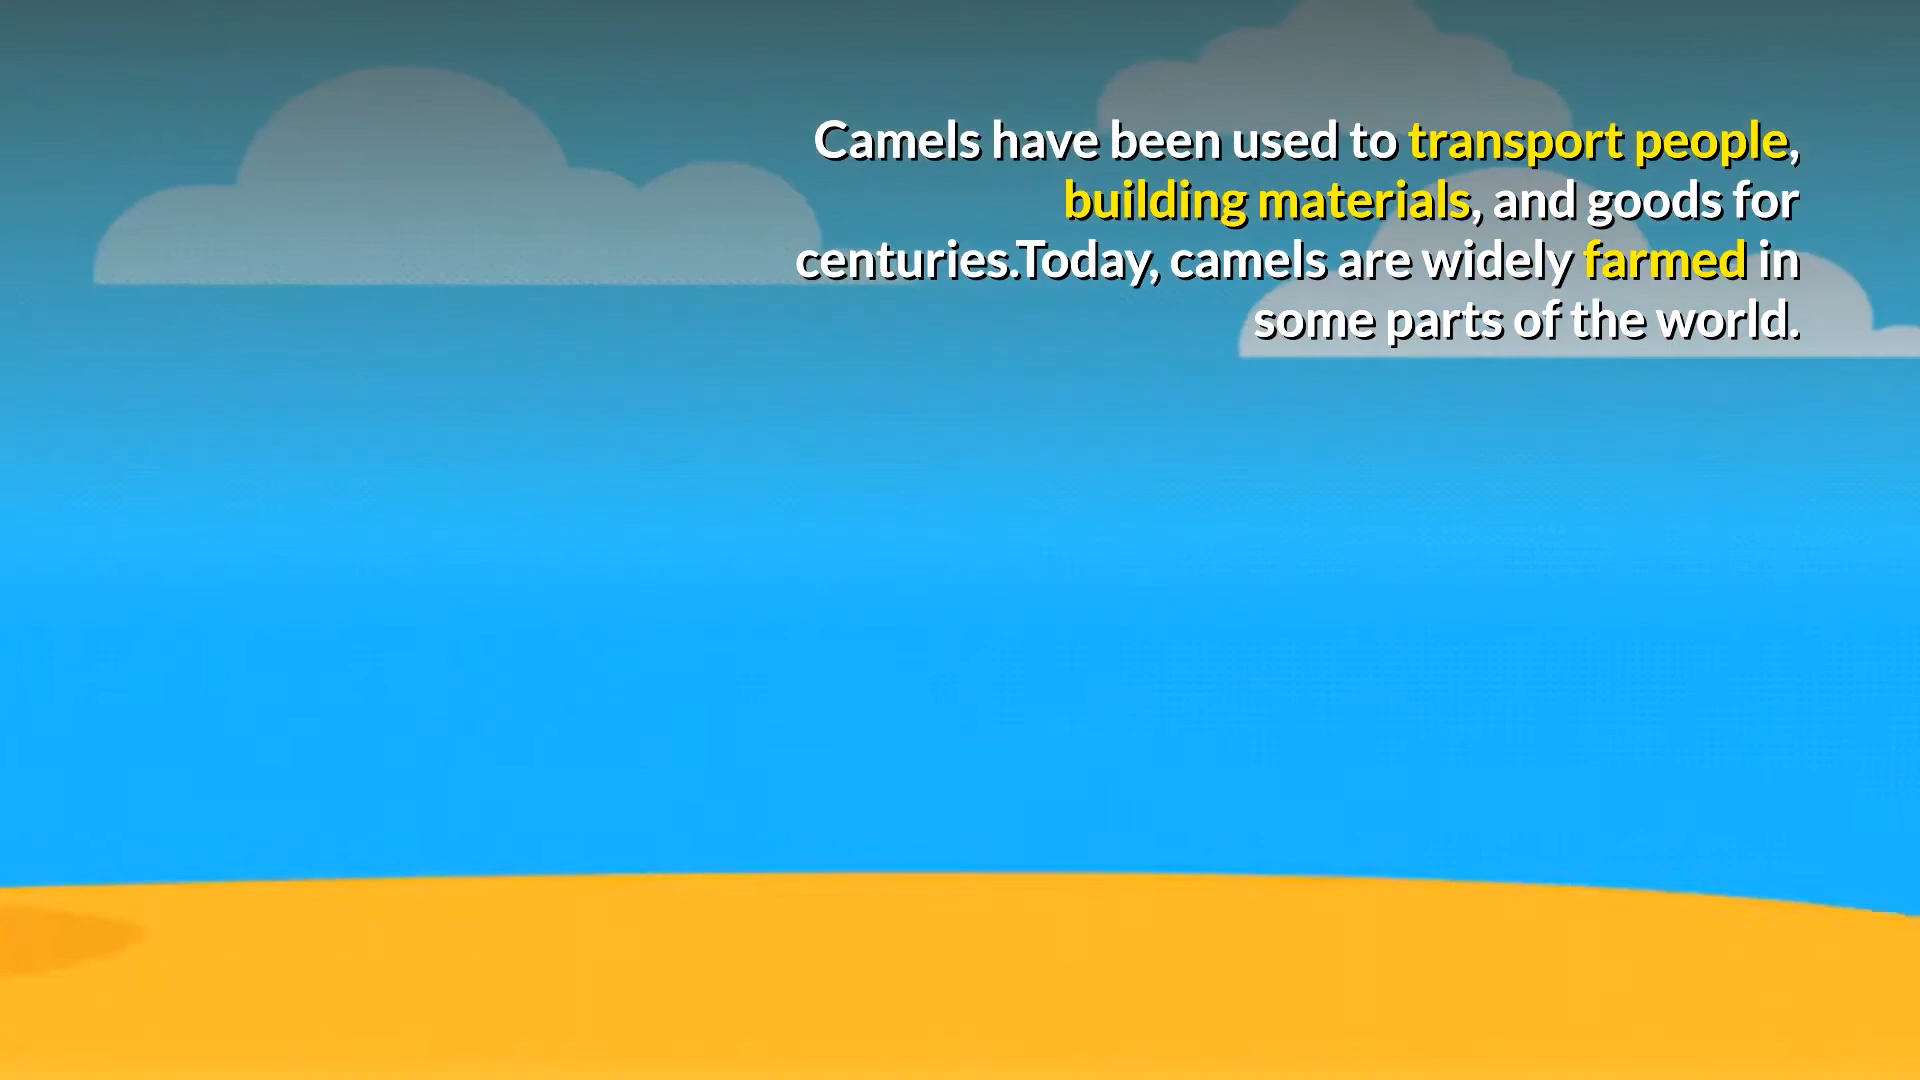 Camels have been used to transport people,
building materials, and goods for
centuries.Today, camels are widely farmed in
some parts of the world.